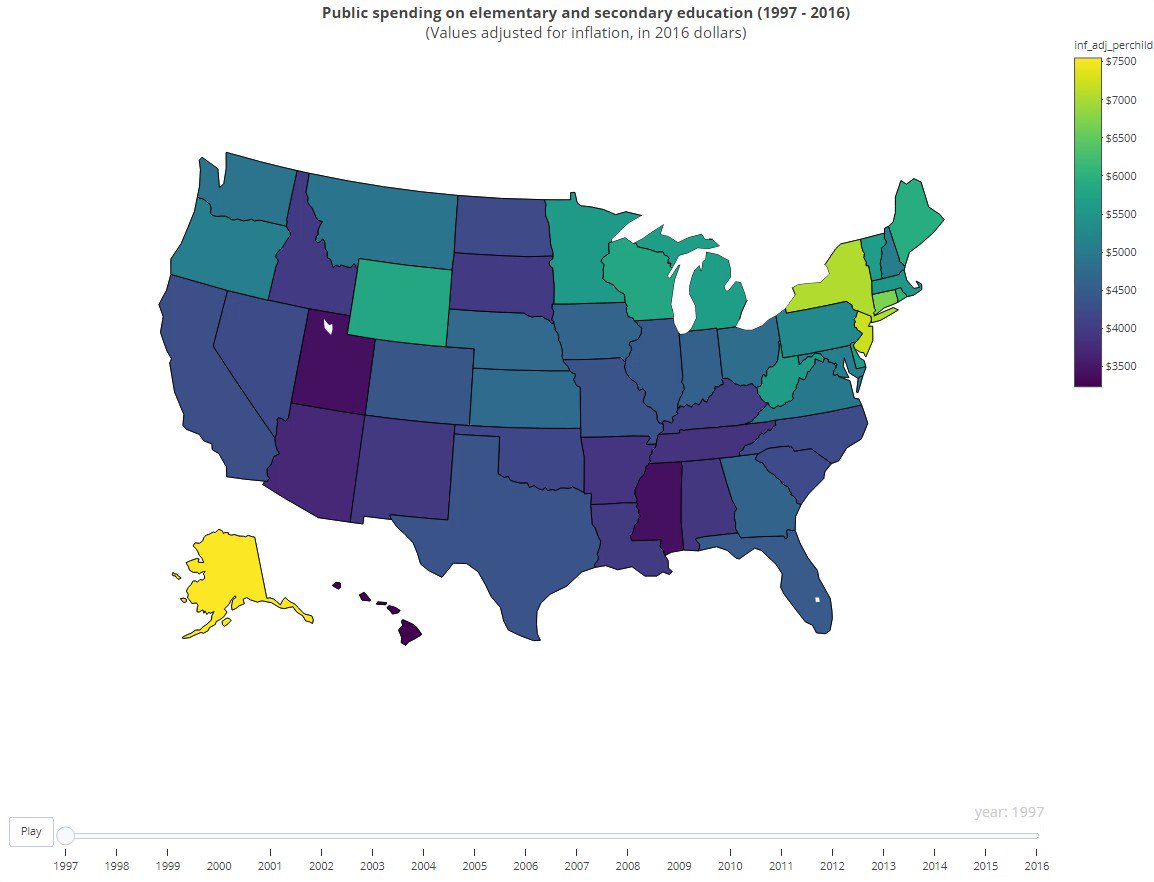 Public spending on elementary and secondary education (1997 - 2016)
(Values adjusted for inflation, in 2016 dollars)
inf_adj_perchild
$7500
$7000
$6500
$6000
$5500
$5000
$4500
$4000
$3500
year: 1997
Play
1997 1998 1999 2000 2001 2002 2003 2004 2005 2006 2007 2008 2009 2010 2011 2012 2013 2014 2015 2016